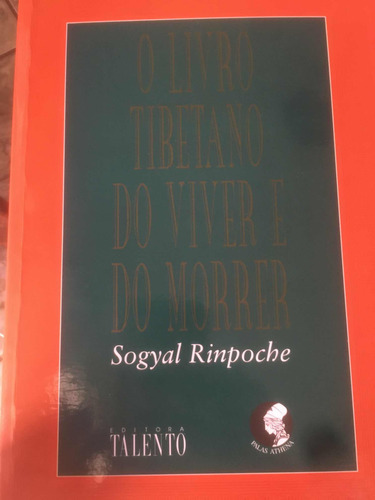 O LIVRO
TIBETANO
DO VIVER E
DO MORRER
Sogyal Rinpoche
EDITORA
TALENTO
PALAS ATHENA